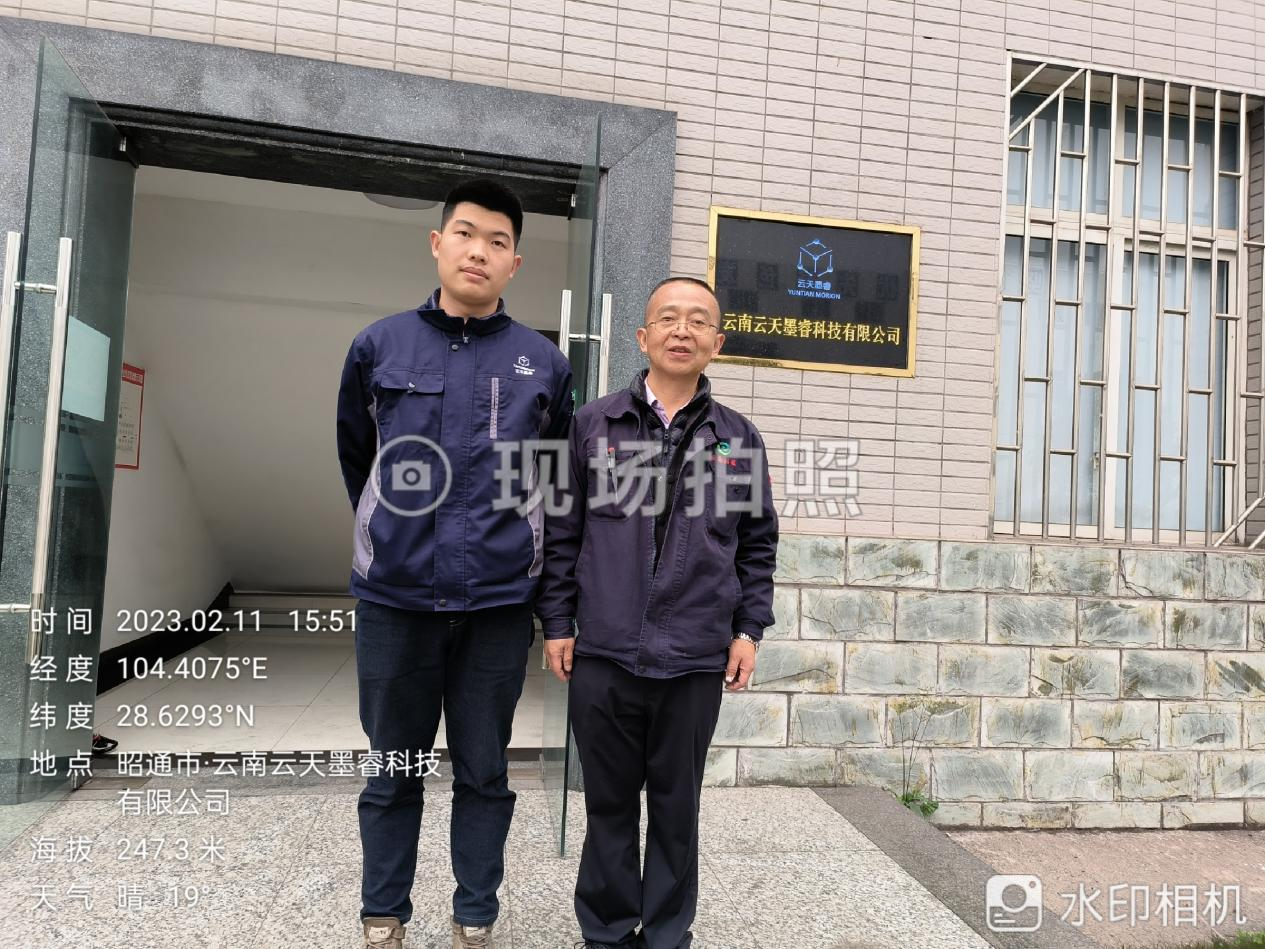 云天墨睿
YUNTIAN MORION
云南云天墨睿科技有限公司
现场拍照
时间 2023.02.11 15:51
经度 104.4075°E
纬度 28.6293°N
地点 昭通市·云南云天墨睿科技
有限公司
海拔 247.3 米
天气 晴 19°
水印相机